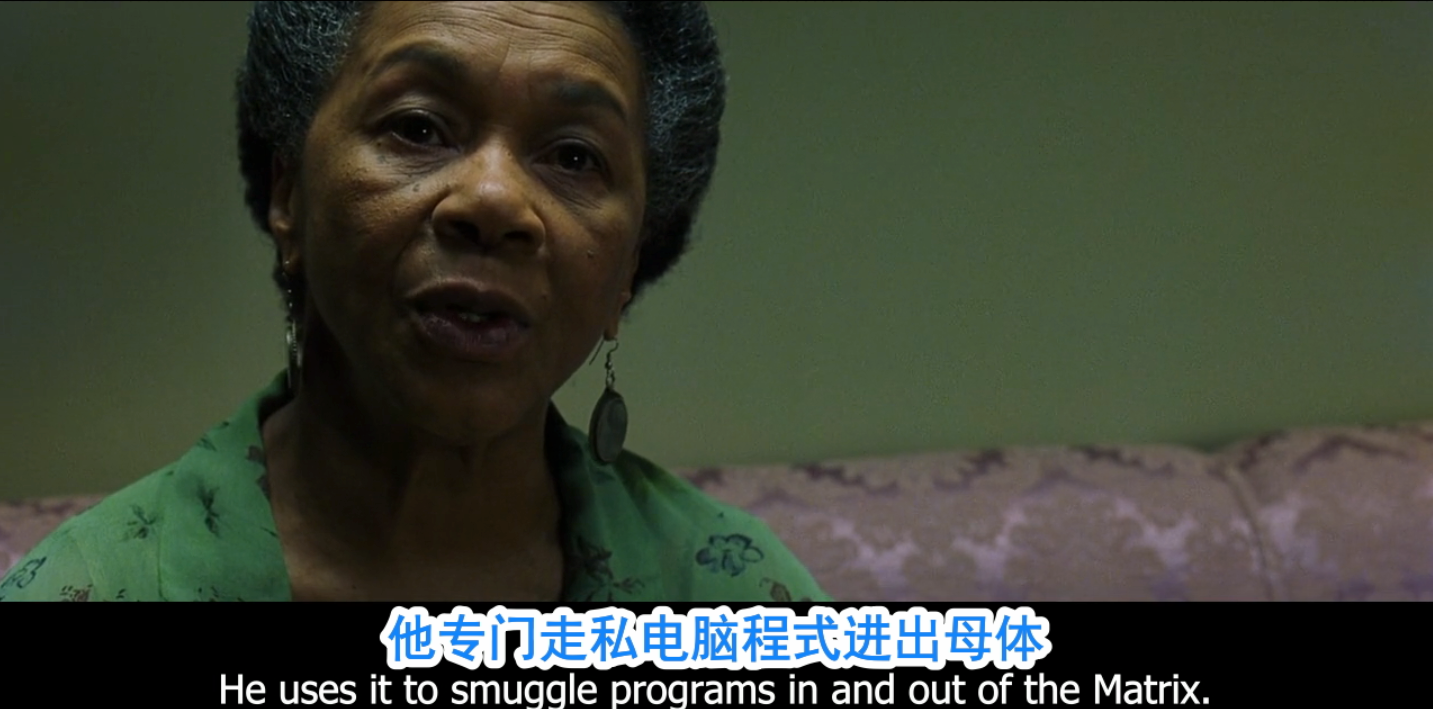 他专门走私电脑程式进出母体
He uses it to smuggle programs in and out of the Matrix.